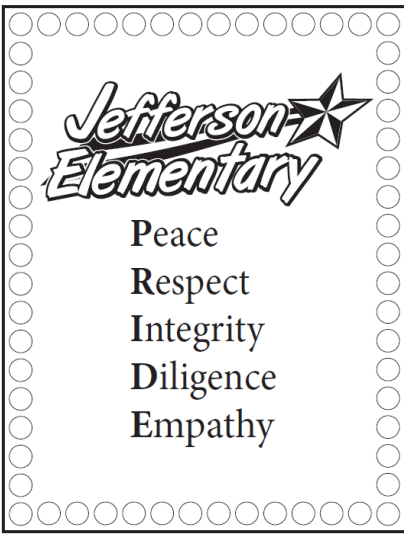 Jefferson
Elementary
Peace
Respect
Integrity
Diligence
Empathy